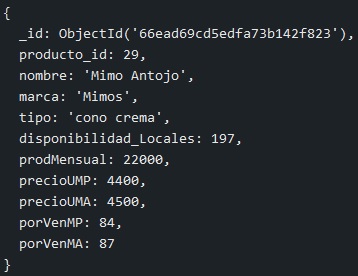 {
_id: ObjectId('66ead69cd5edfa73b142f823'),
producto_id: 29,
nombre: 'Mimo Antojo',
marca: 'Mimos',
tipo: 'cono crema',
disponibilidad_Locales: 197,
prodMensual: 22000,
precioUMP: 4400,
precioUMA: 4500,
porVenMP: 84,
porVenMA: 87
}